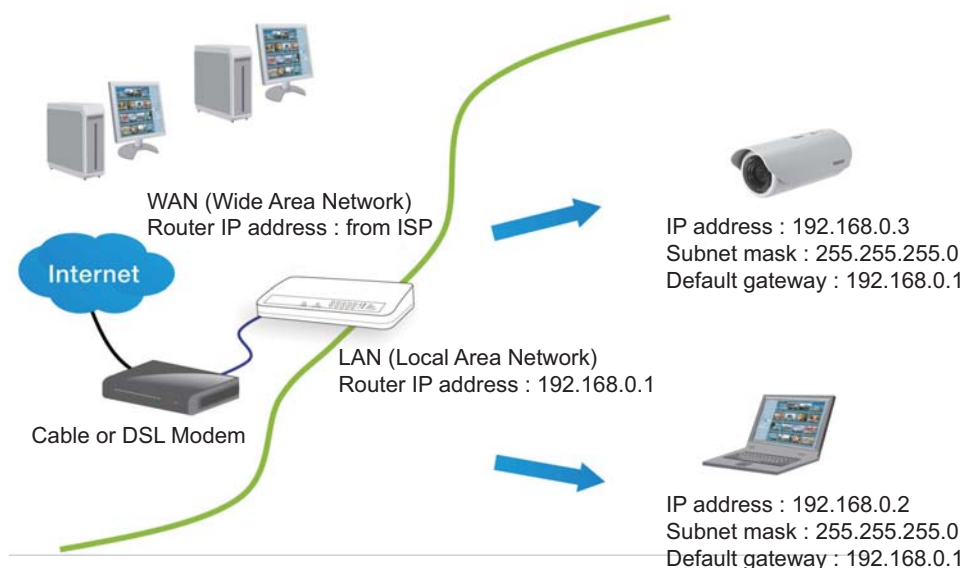 WAN (Wide Area Network)
Router IP address : from ISP
Internet
LAN (Local Area Network)
Router IP address : 192.168.0.1
Cable or DSL Modem
IP address : 192.168.0.3
Subnet mask : 255.255.255.0
Default gateway : 192.168.0.1
IP address : 192.168.0.2
Subnet mask : 255.255.255.0
Default gateway : 192.168.0.1